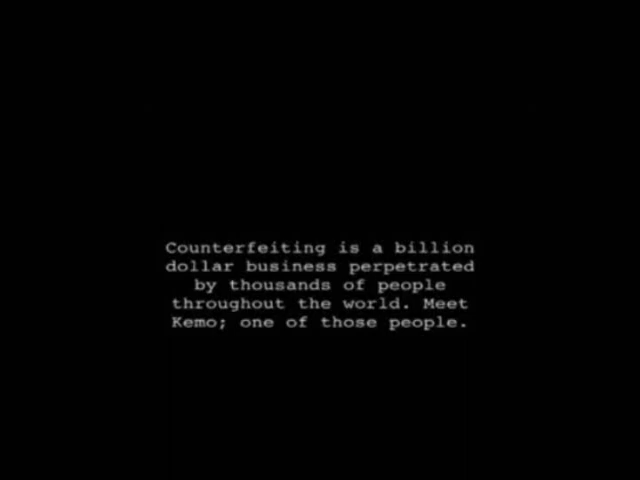 Counterfeiting is a billion
dollar business perpetrated
by thousands of people
throughout the world. Meet
Kemo; one of those people.